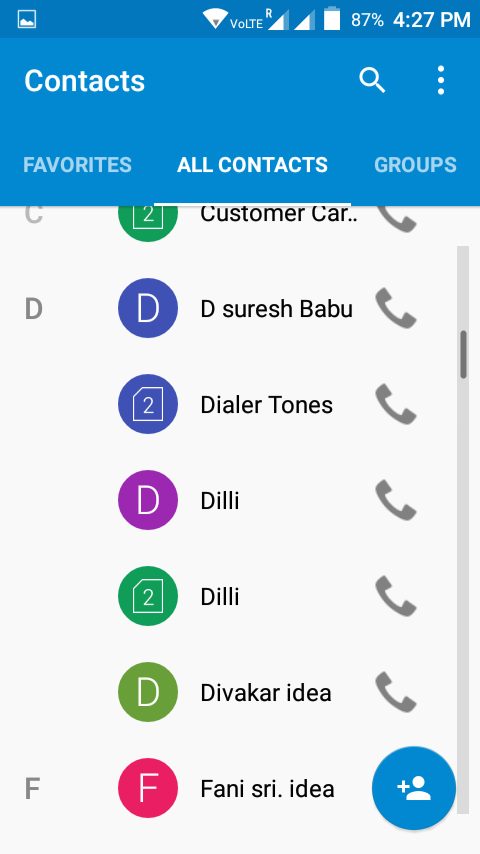 VoLTE R 87% 4:27 PM
Contacts
FAVORITES ALL CONTACTS GROUPS
C 2 Customer Car..
D D D suresh Babu
2 Dialer Tones
D Dilli
2 Dilli
D Divakar idea
F F Fani sri. idea